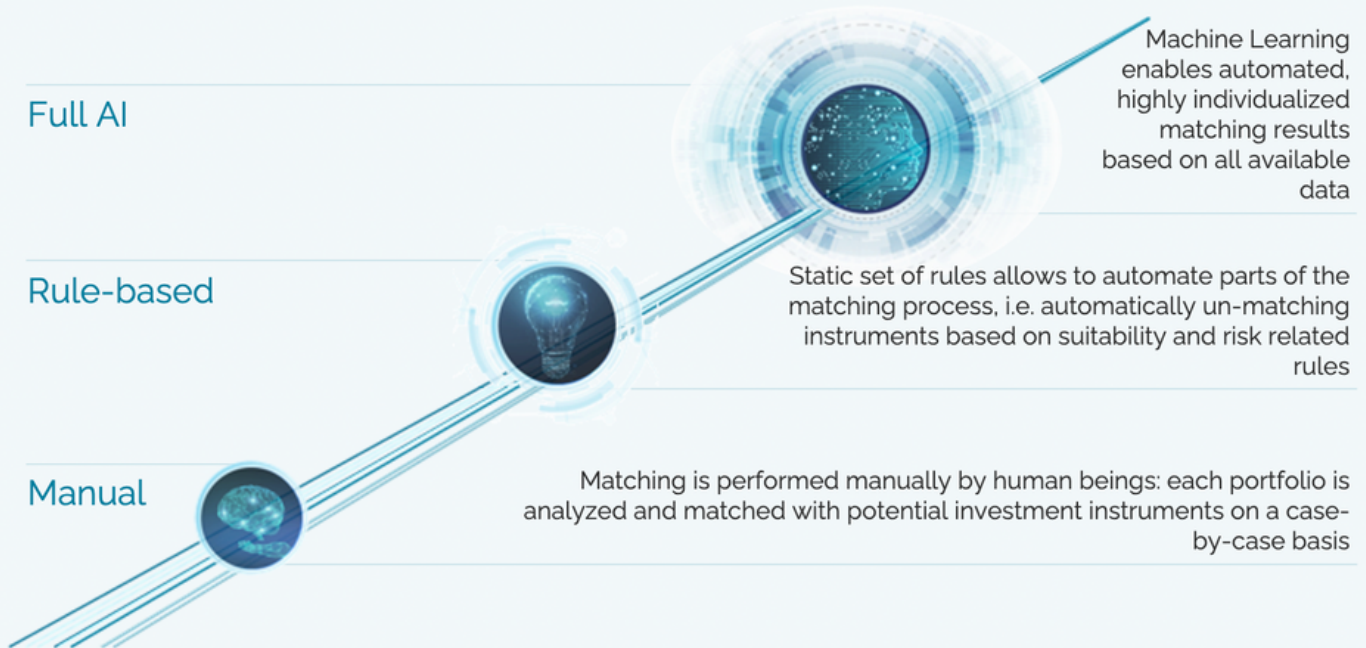 Full AI
Machine Learning
enables automated,
highly individualized
matching results
based on all available
data
Rule-based
Static set of rules allows to automate parts of the
matching process, i.e. automatically un-matching
instruments based on suitability and risk related
rules
Manual
Matching is performed manually by human beings: each portfolio is
analyzed and matched with potential investment instruments on a case-
by-case basis